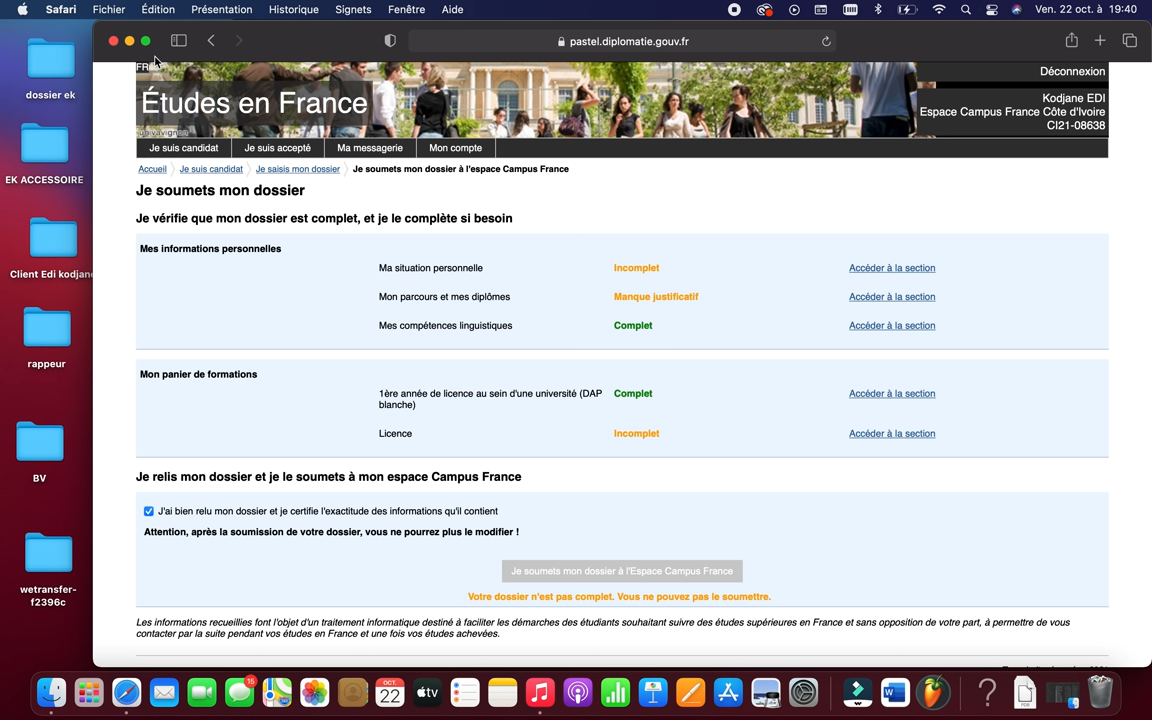 Safari Fichier Édition Présentation Historique Signets Fenêtre Aide Ven. 22 oct. à 19:40
pastel.diplomatie.gouv.fr
dossier ek
EK ACCESSOIRE
Client Edi kodjane
rappeur
BV
wetransfer-
f2396c
FR
Déconnexion
Études en France
Kodjane EDI
Espace Campus France Côte d'Ivoire
CI21-08638
univavignon
Je suis candidat Je suis accepté Ma messagerie Mon compte
Accueil Je suis candidat Je saisis mon dossier Je soumets mon dossier à l'espace Campus France
Je soumets mon dossier
Je vérifie que mon dossier est complet, et je le complète si besoin
Mes informations personnelles
Ma situation personnelle Incomplet Accéder à la section
Mon parcours et mes diplômes Manque justificatif Accéder à la section
Mes compétences linguistiques Complet Accéder à la section
Mon panier de formations
1ère année de licence au sein d'une université (DAP Complet Accéder à la section
blanche)
Licence Incomplet Accéder à la section
Je relis mon dossier et je le soumets à mon espace Campus France
J'ai bien relu mon dossier et je certifie l'exactitude des informations qu'il contient
Attention, après la soumission de votre dossier, vous ne pourrez plus le modifier !
Je soumets mon dossier à l'Espace Campus France
Votre dossier n'est pas complet. Vous ne pouvez pas le soumettre.
Les informations recueillies font l'objet d'un traitement informatique destiné à faciliter les démarches des étudiants souhaitant suivre des études supérieures en France et sans opposition de votre part, à permettre de vous
contacter par la suite pendant vos études en France et une fois vos études achevées.
15
OCT.
22
tv